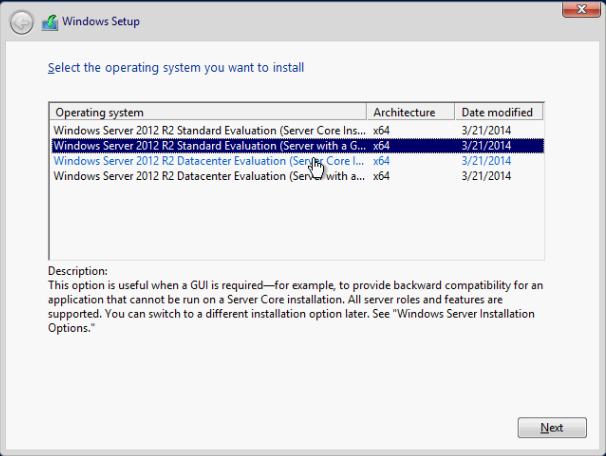 Windows Setup
Select the operating system you want to install
Operating system Architecture Date modified
Windows Server 2012 R2 Standard Evaluation (Server Core Ins... x64 3/21/2014
Windows Server 2012 R2 Standard Evaluation (Server with a G... x64 3/21/2014
Windows Server 2012 R2 Datacenter Evaluation (Server Core I... x64 3/21/2014
Windows Server 2012 R2 Datacenter Evaluation (Server with a... x64 3/21/2014
Description:
This option is useful when a GUI is required—for example, to provide backward compatibility for an
application that cannot be run on a Server Core installation. All server roles and features are
supported. You can switch to a different installation option later. See "Windows Server Installation
Options."
Next